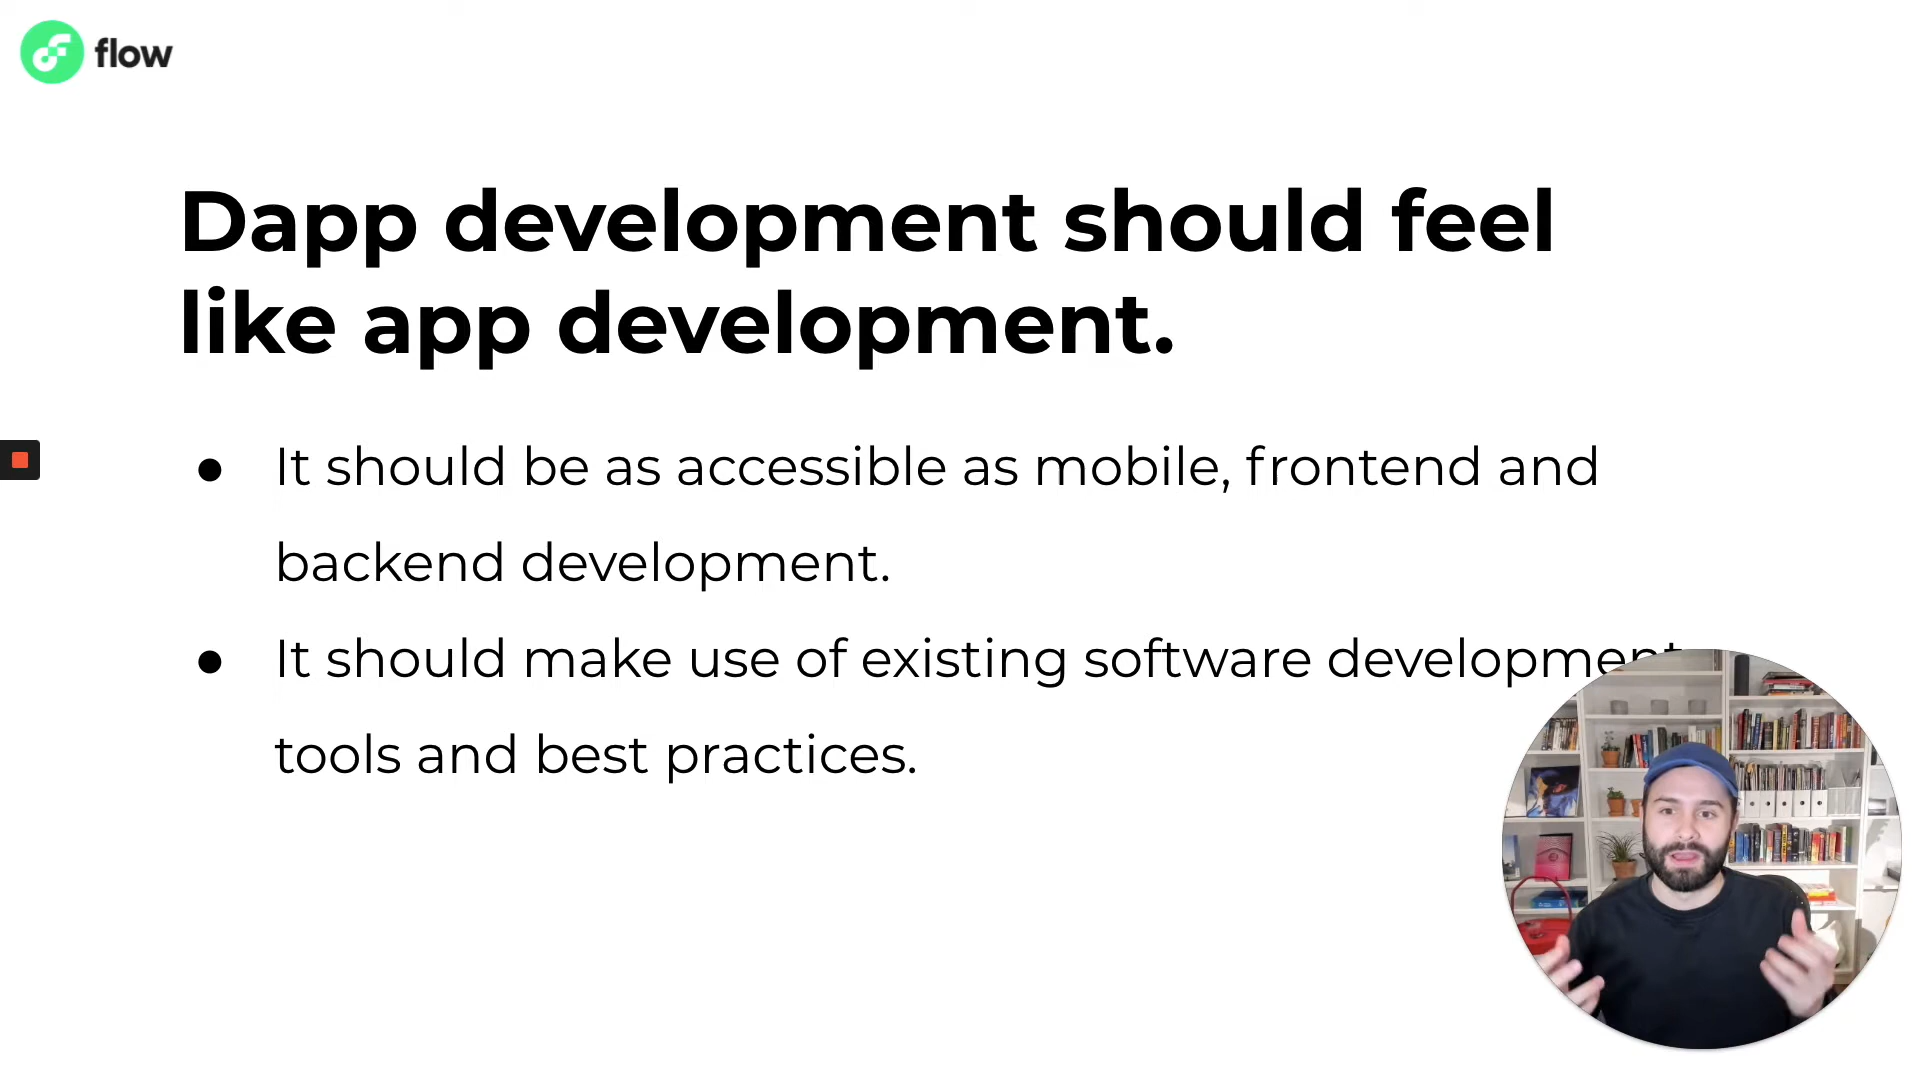 flow
Dapp development should feel
like app development.
● It should be as accessible as mobile, frontend and
backend development.
● It should make use of existing software development
tools and best practices.